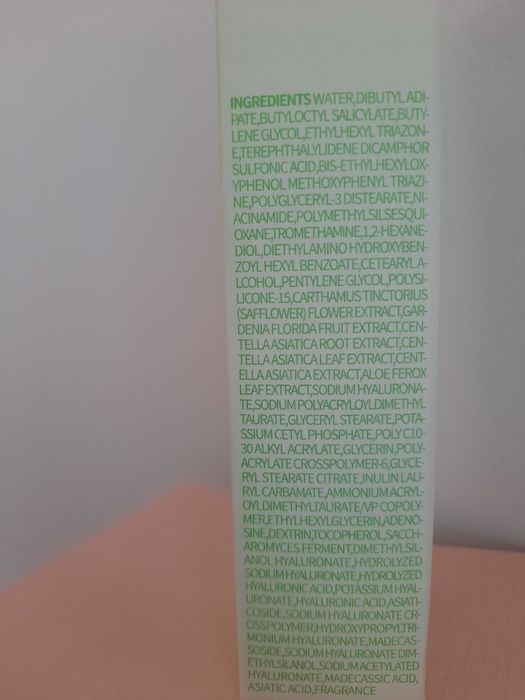 INGREDIENTS WATER,DIBUTYL ADI-
PATE,BUTYLOCTYL SALICYLATE,BUTY-
LENE GLYCOL,ETHYLHEXYL TRIAZON-
E,TEREPHTHALYLIDENE DICAMPHOR
SULFONIC ACID,BIS-ETHYLHEXYLOX-
YPHENOL METHOXYPHENYL TRIAZI-
NE,POLYGLYCERYL-3 DISTEARATE,NI-
ACINAMIDE,POLYMETHYLSILSESQUI-
OXANE,TROMETHAMINE,1,2-HEXANE-
DIOL,DIETHYLAMINO HYDROXYBEN-
ZOYL HEXYL BENZOATE,CETEARYL A-
LCOHOL,PENTYLENE GLYCOL,POLYSI-
LICONE-15,CARTHAMUS TINCTORIUS
(SAFFLOWER) FLOWER EXTRACT,GAR-
DENIA FLORIDA FRUIT EXTRACT,CEN-
TELLA ASIATICA ROOT EXTRACT,CEN-
TELLA ASIATICA LEAF EXTRACT,CENT-
ELLA ASIATICA EXTRACT,ALOE FEROX
LEAF EXTRACT,SODIUM HYALURONA-
TE,SODIUM POLYACRYLOYLDIMETHYL
TAURATE,GLYCERYL STEARATE,POTA-
SSIUM CETYL PHOSPHATE,POLY C10-
30 ALKYL ACRYLATE,GLYCERIN,POLY-
ACRYLATE CROSSPOLYMER-6,GLYCE-
RYL STEARATE CITRATE,INULIN LAU-
RYL CARBAMATE,AMMONIUM ACRYL-
OYLDIMETHYLTAURATE/VP COPOLY-
MER,ETHYLHEXYLGLYCERIN,ADENO-
SINE,DEXTRIN,TOCOPHEROL,SACCH-
AROMYCES FERMENT,DIMETHYLSIL-
ANOL HYALURONATE,HYDROLYZED
SODIUM HYALURONATE,HYDROLYZED
HYALURONIC ACID,POTASSIUM HYAL-
URONATE,HYALURONIC ACID,ASIATI-
COSIDE,SODIUM HYALURONATE CR-
OSSPOLYMER,HYDROXYPROPYLTRI-
MONIUM HYALURONATE,MADECAS-
SOSIDE,SODIUM HYALURONATE DIM-
ETHYLSILANOL,SODIUM ACETYLATED
HYALURONATE,MADECASSIC ACID,
ASIATIC ACID,FRAGRANCE